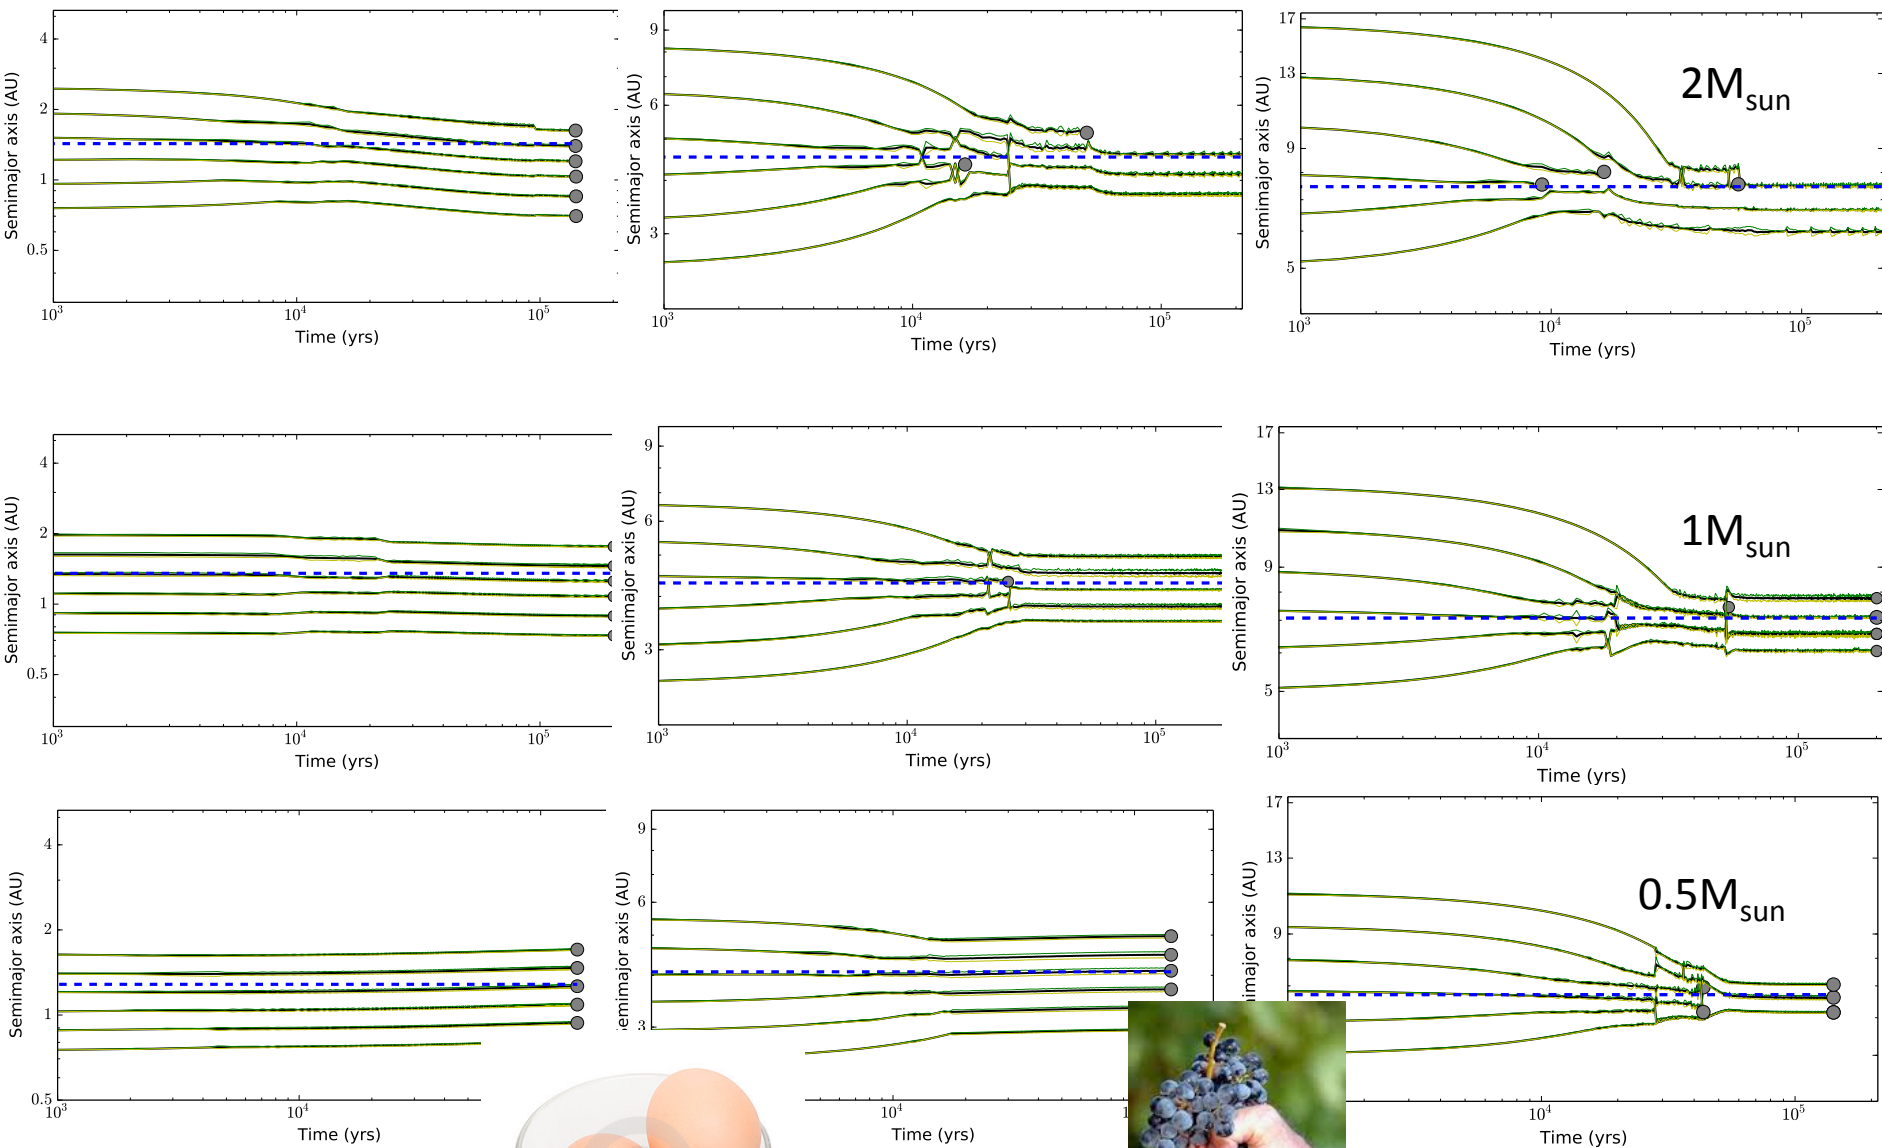 Semimajor axis (AU)
4
2
1
0.5
10³ 10⁴ 10⁵
Time (yrs)
Semimajor axis (AU)
9
6
3
10³ 10⁴ 10⁵
Time (yrs)
Semimajor axis (AU)
17
13
9
5
2Msun
10³ 10⁴ 10⁵
Time (yrs)
Semimajor axis (AU)
4
2
1
0.5
10³ 10⁴ 10⁵
Time (yrs)
Semimajor axis (AU)
9
6
3
10³ 10⁴ 10⁵
Time (yrs)
Semimajor axis (AU)
17
13
9
5
1Msun
10³ 10⁴ 10⁵
Time (yrs)
Semimajor axis (AU)
4
2
1
0.5
10³ 10⁴
Time (yrs)
emimajor axis (AU)
9
6
3
10⁴
Time (yrs)
imajor axis (AU)
17
13
9
0.5Msun
10⁴ 10⁵
Time (yrs)